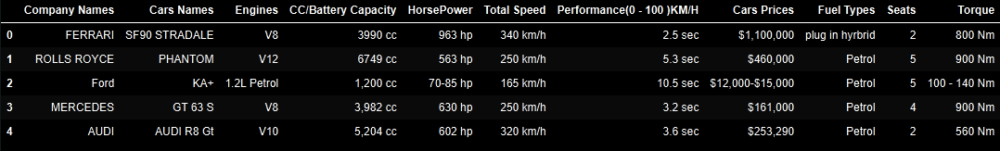 Company Names Cars Names Engines CC/Battery Capacity HorsePower Total Speed Performance(0 - 100 )KM/H Cars Prices Fuel Types Seats Torque
0 FERRARI SF90 STRADALE V8 3990 cc 963 hp 340 km/h 2.5 sec $1,100,000 plug in hyrbrid 2 800 Nm
1 ROLLS ROYCE PHANTOM V12 6749 cc 563 hp 250 km/h 5.3 sec $460,000 Petrol 5 900 Nm
2 Ford KA+ 1.2L Petrol 1,200 cc 70-85 hp 165 km/h 10.5 sec $12,000-$15,000 Petrol 5 100 - 140 Nm
3 MERCEDES GT 63 S V8 3,982 cc 630 hp 250 km/h 3.2 sec $161,000 Petrol 4 900 Nm
4 AUDI AUDI R8 Gt V10 5,204 cc 602 hp 320 km/h 3.6 sec $253,290 Petrol 2 560 Nm